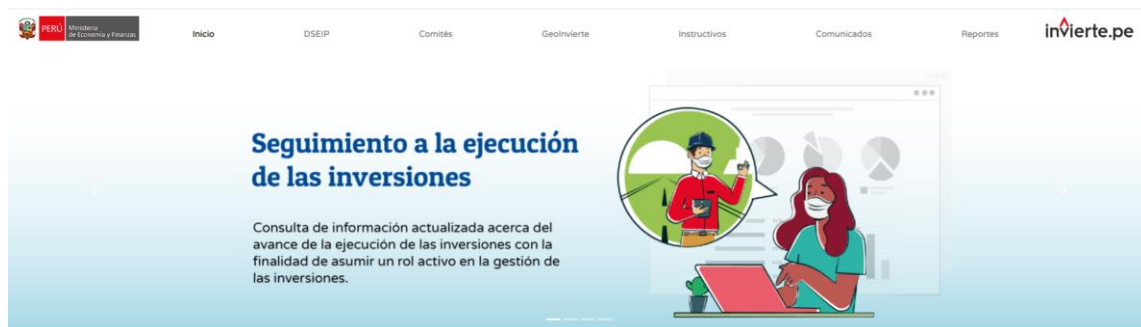 PERÚ
Ministerio
de Economía y Finanzas
Inicio
DSEIP
Comités
GeoInvierte
Instructivos
Comunicados
Reportes
invierte.pe
Seguimiento a la ejecución
de las inversiones
Consulta de información actualizada acerca del
avance de la ejecución de las inversiones con la
finalidad de asumir un rol activo en la gestión de
las inversiones.